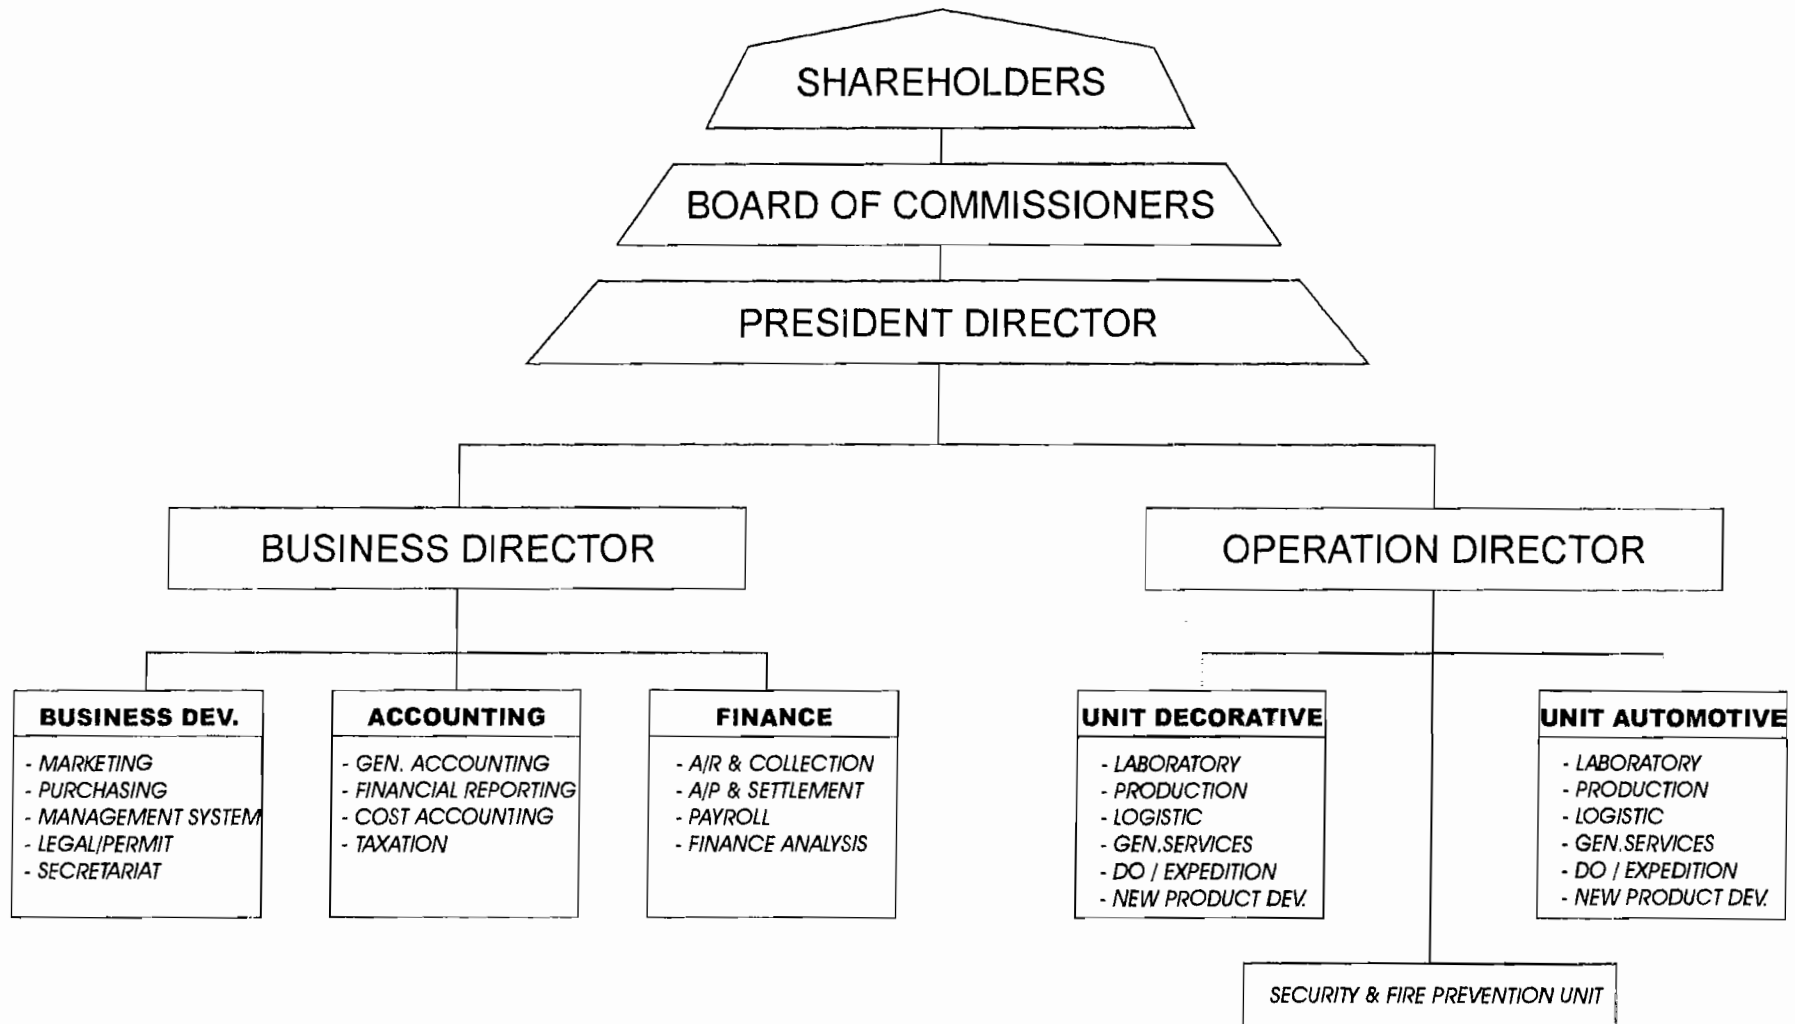 SHAREHOLDERS
BOARD OF COMMISSIONERS
PRESIDENT DIRECTOR
BUSINESS DIRECTOR
OPERATION DIRECTOR
BUSINESS DEV.
- MARKETING
- PURCHASING
- MANAGEMENT SYSTEM
- LEGAL/PERMIT
- SECRETARIAT
ACCOUNTING
- GEN. ACCOUNTING
- FINANCIAL REPORTING
- COST ACCOUNTING
- TAXATION
FINANCE
- A/R & COLLECTION
- A/P & SETTLEMENT
- PAYROLL
- FINANCE ANALYSIS
UNIT DECORATIVE
- LABORATORY
- PRODUCTION
- LOGISTIC
- GEN.SERVICES
- DO / EXPEDITION
- NEW PRODUCT DEV.
UNIT AUTOMOTIVE
- LABORATORY
- PRODUCTION
- LOGISTIC
- GEN.SERVICES
- DO / EXPEDITION
- NEW PRODUCT DEV.
SECURITY & FIRE PREVENTION UNIT